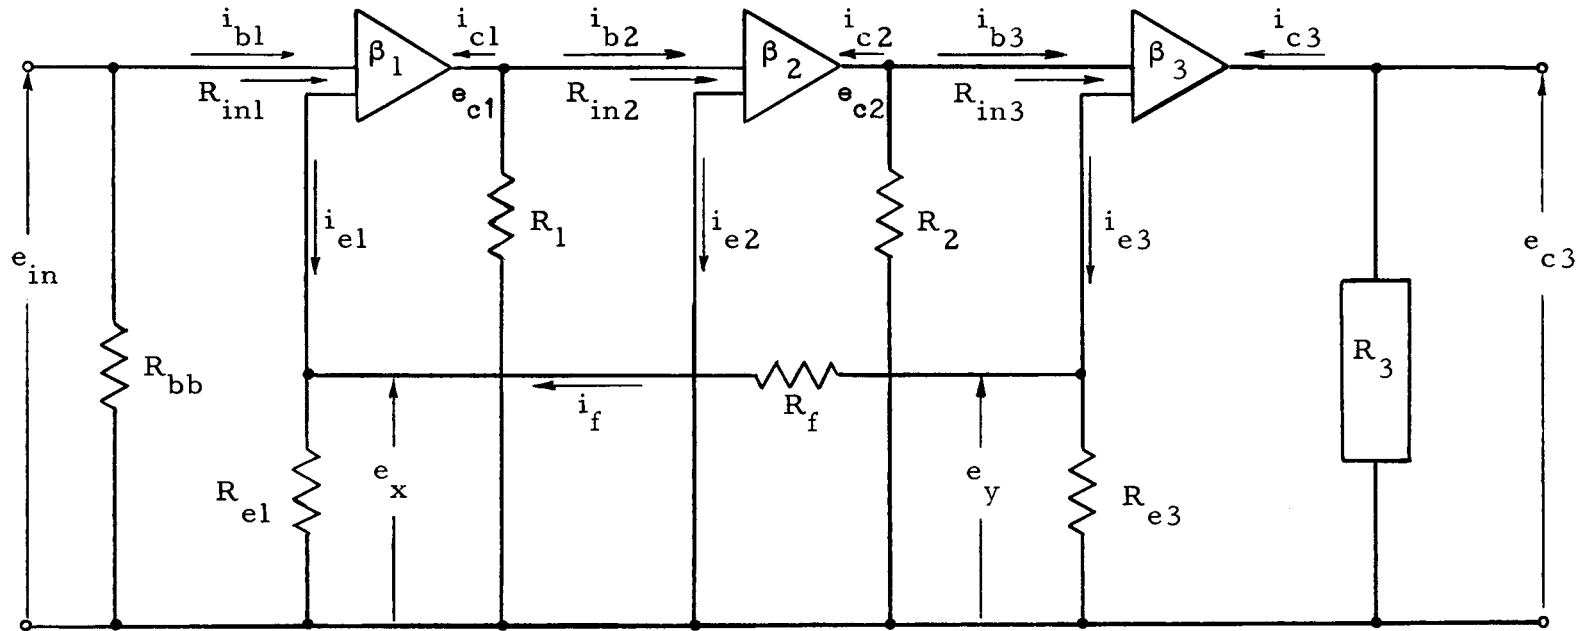 i_b1
β_1
i_c1
i_b2
β_2
i_c2
i_b3
β_3
i_c3
R_in1
e_c1
R_in2
e_c2
R_in3
i_e1
R_1
i_e2
R_2
i_e3
e_in
e_c3
R_bb
R_3
i_f
R_f
R_e1
e_x
e_y
R_e3